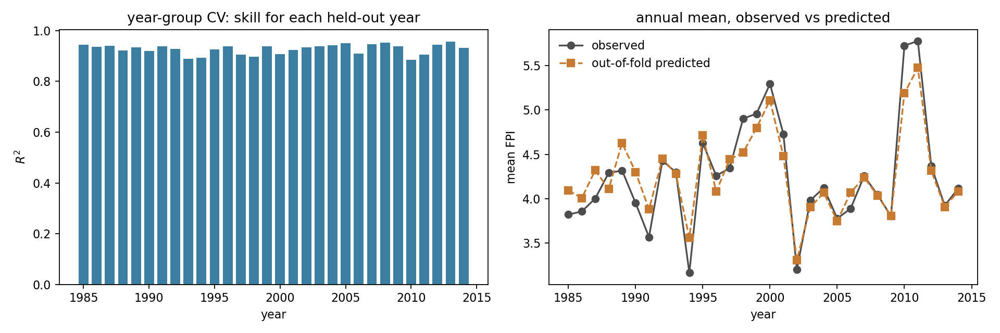 year-group CV: skill for each held-out year
1.0
0.8
0.6
0.4
0.2
0.0
R²
1985 1990 1995 2000 2005 2010 2015
year
annual mean, observed vs predicted
observed
out-of-fold predicted
5.5
5.0
4.5
4.0
3.5
mean FPI
1985 1990 1995 2000 2005 2010 2015
year